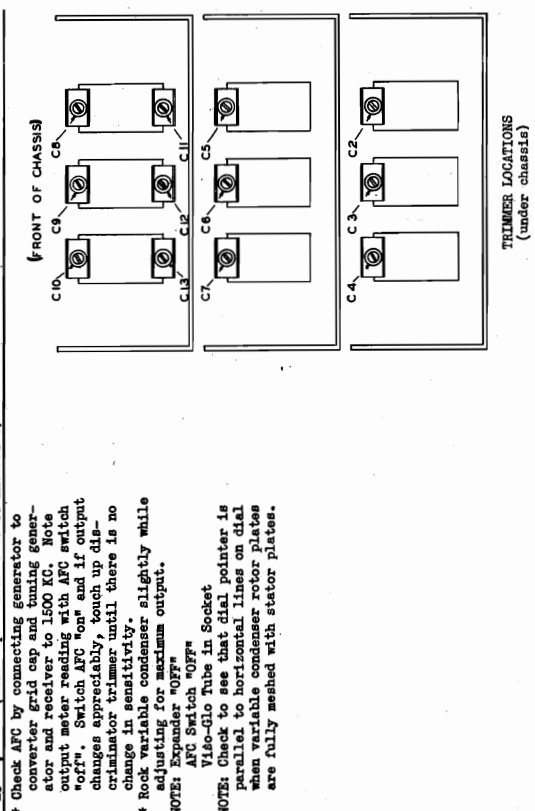 * Check AFC by connecting generator to
converter grid cap and tuning gener-
ator and receiver to 1500 KC. Note
output meter reading with AFC switch
"off". Switch AFC "on" and if output
changes appreciably, touch up dis-
criminator trimmer until there is no
change in sensitivity.
* Rock variable condenser slightly while
adjusting for maximum output.
NOTE: Expander "OFF"
AFC Switch "OFF"
Viso-Glo Tube in Socket
NOTE: Check to see that dial pointer is
parallel to horizontal lines on dial
when variable condenser rotor plates
are fully meshed with stator plates.
(FRONT OF CHASSIS)
C10
C9
C8
C13
C12
C11
C7
C6
C5
C4
C3
C2
TRIMMER LOCATIONS
(under chassis)